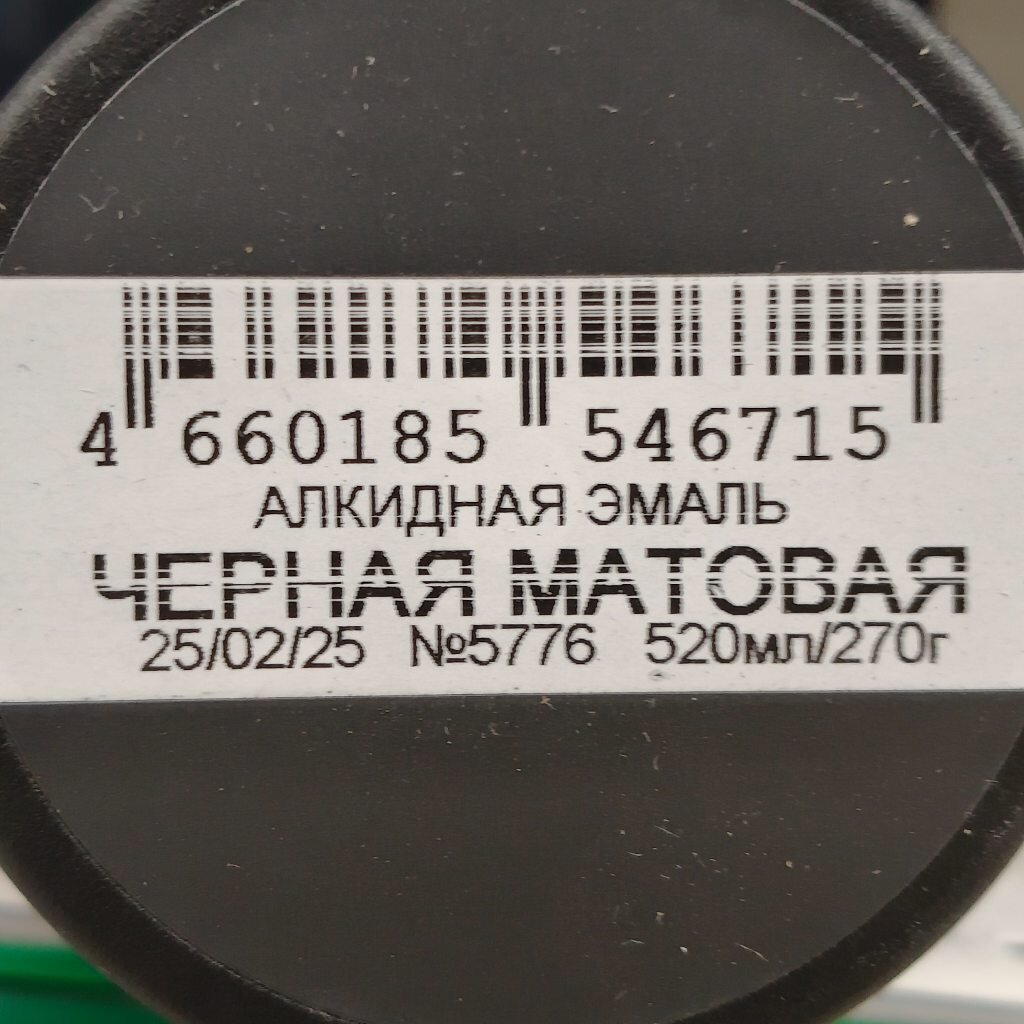 4 660185 546715
АЛКИДНАЯ ЭМАЛЬ
ЧЕРНАЯ МАТОВАЯ
25/02/25 №5776 520мл/270г